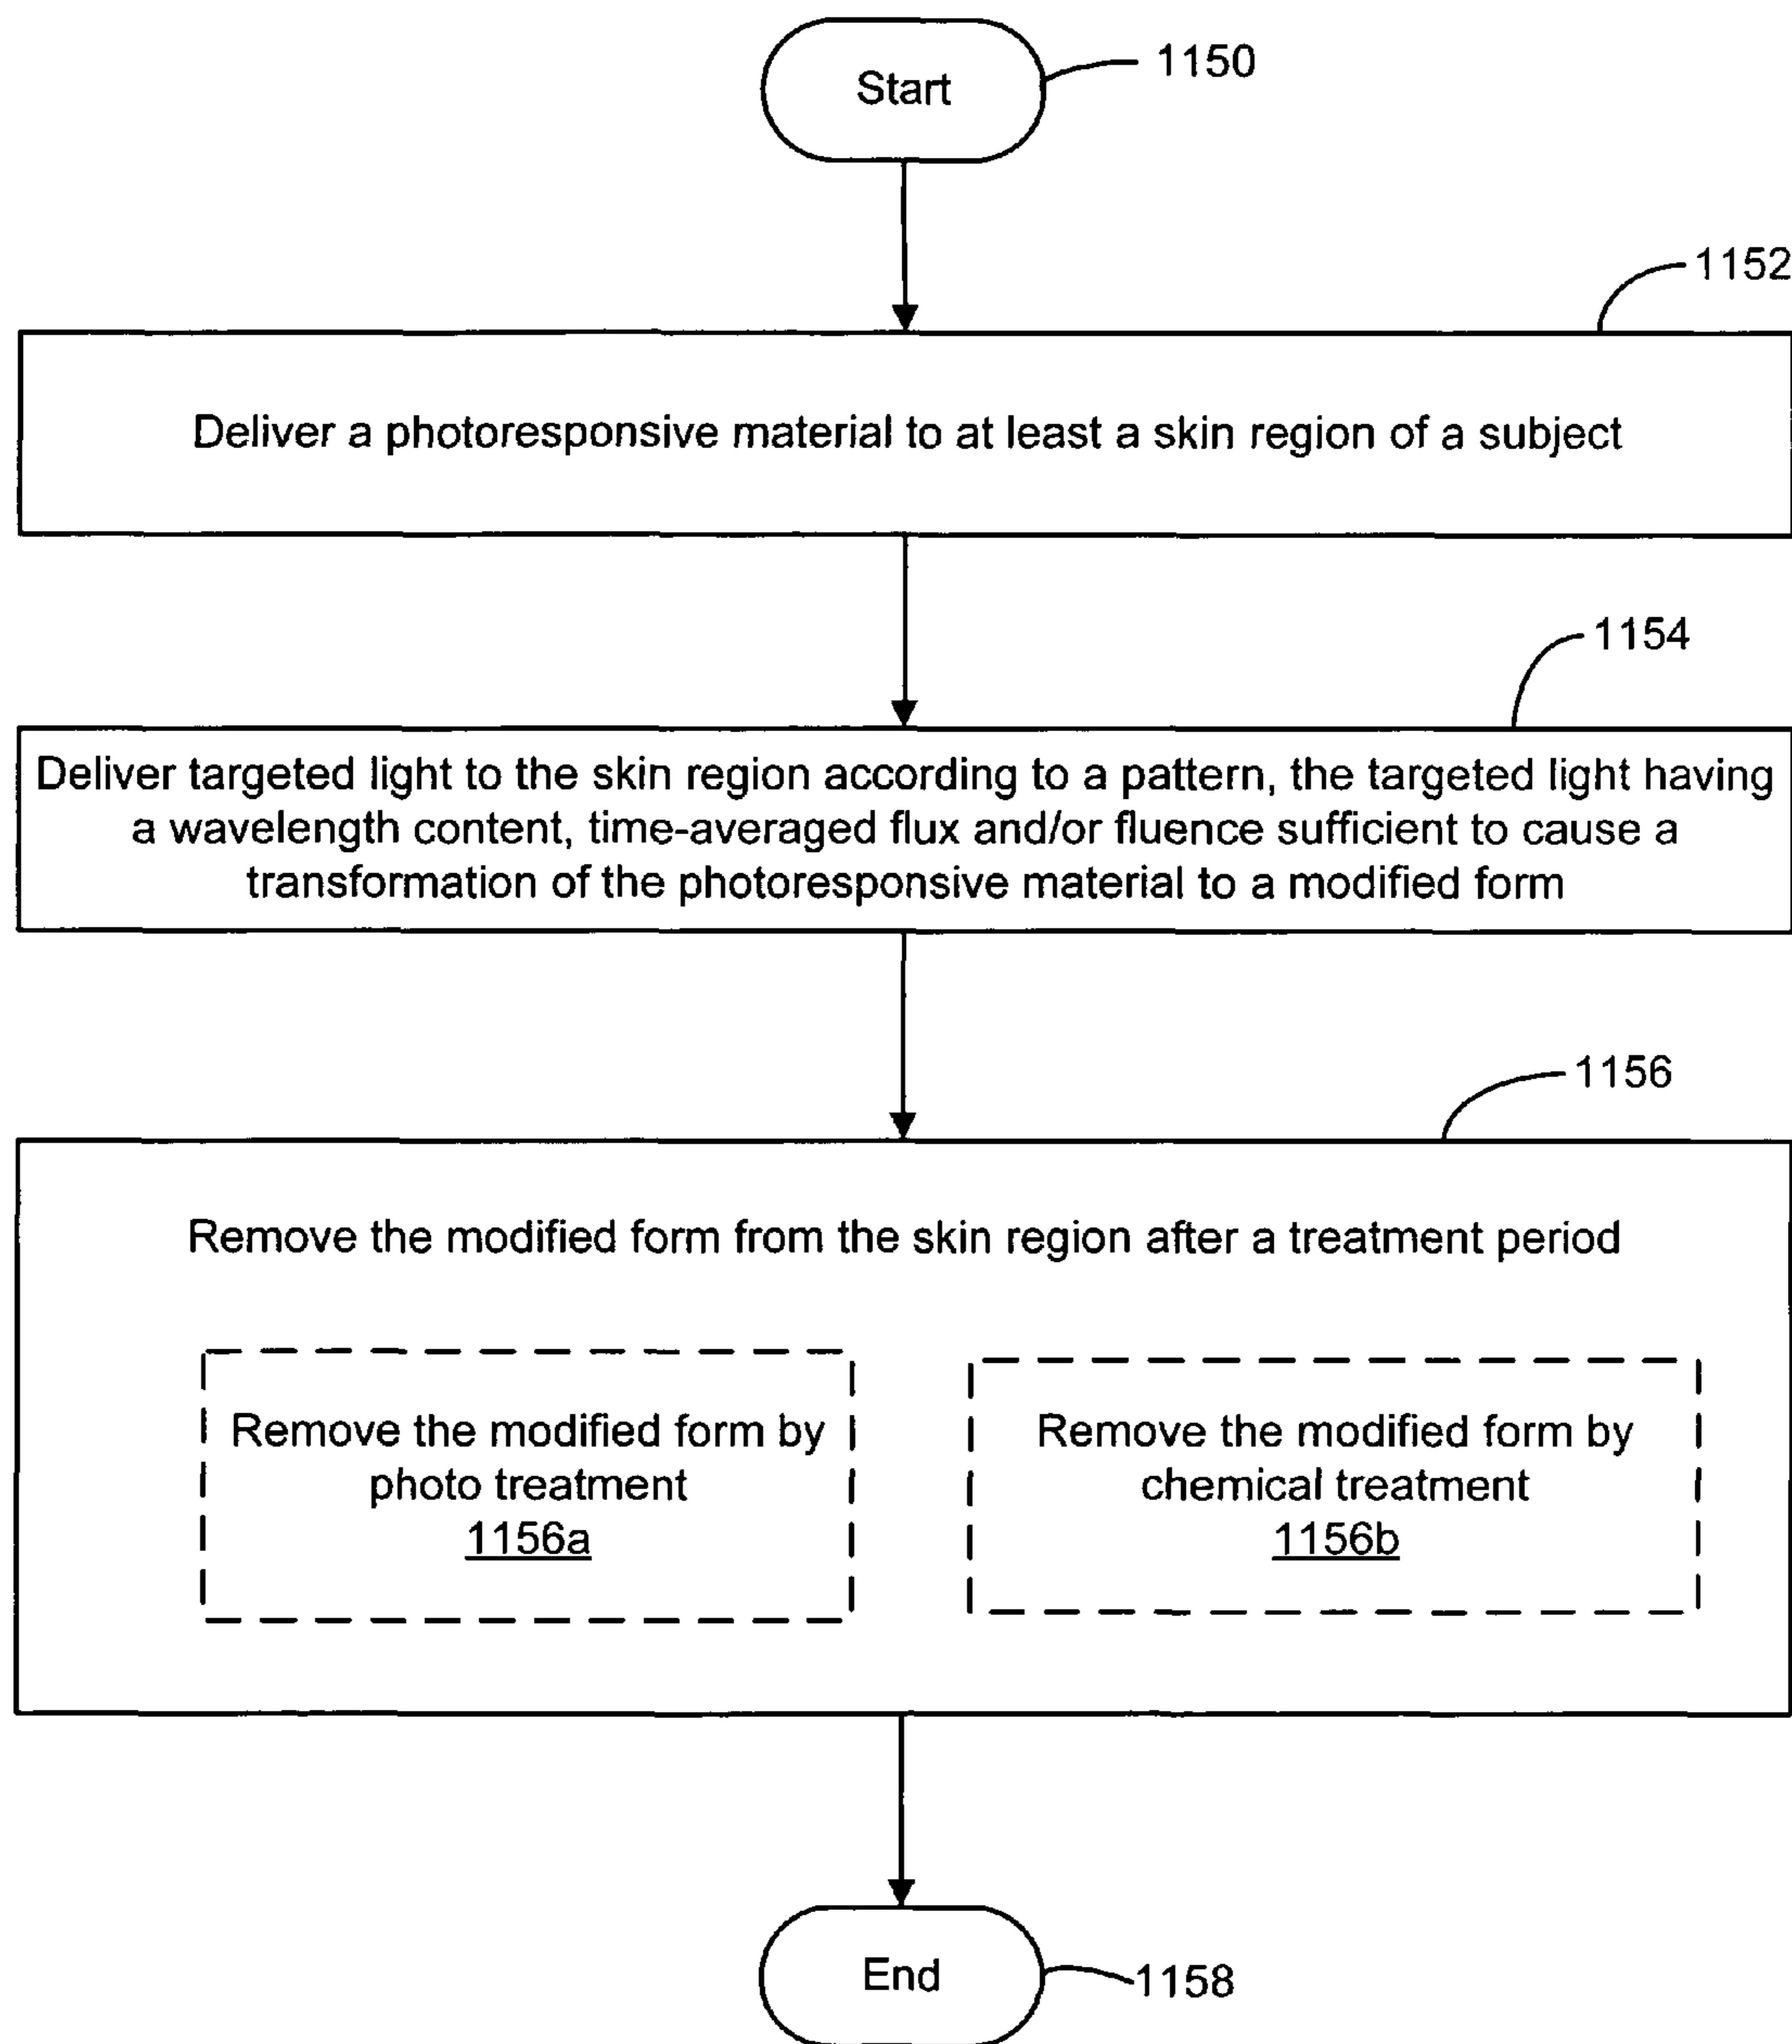 Start
1150
1152
Deliver a photoresponsive material to at least a skin region of a subject
1154
Deliver targeted light to the skin region according to a pattern, the targeted light having
a wavelength content, time-averaged flux and/or fluence sufficient to cause a
transformation of the photoresponsive material to a modified form
1156
Remove the modified form from the skin region after a treatment period
Remove the modified form by
photo treatment
1156a
Remove the modified form by
chemical treatment
1156b
End
1158